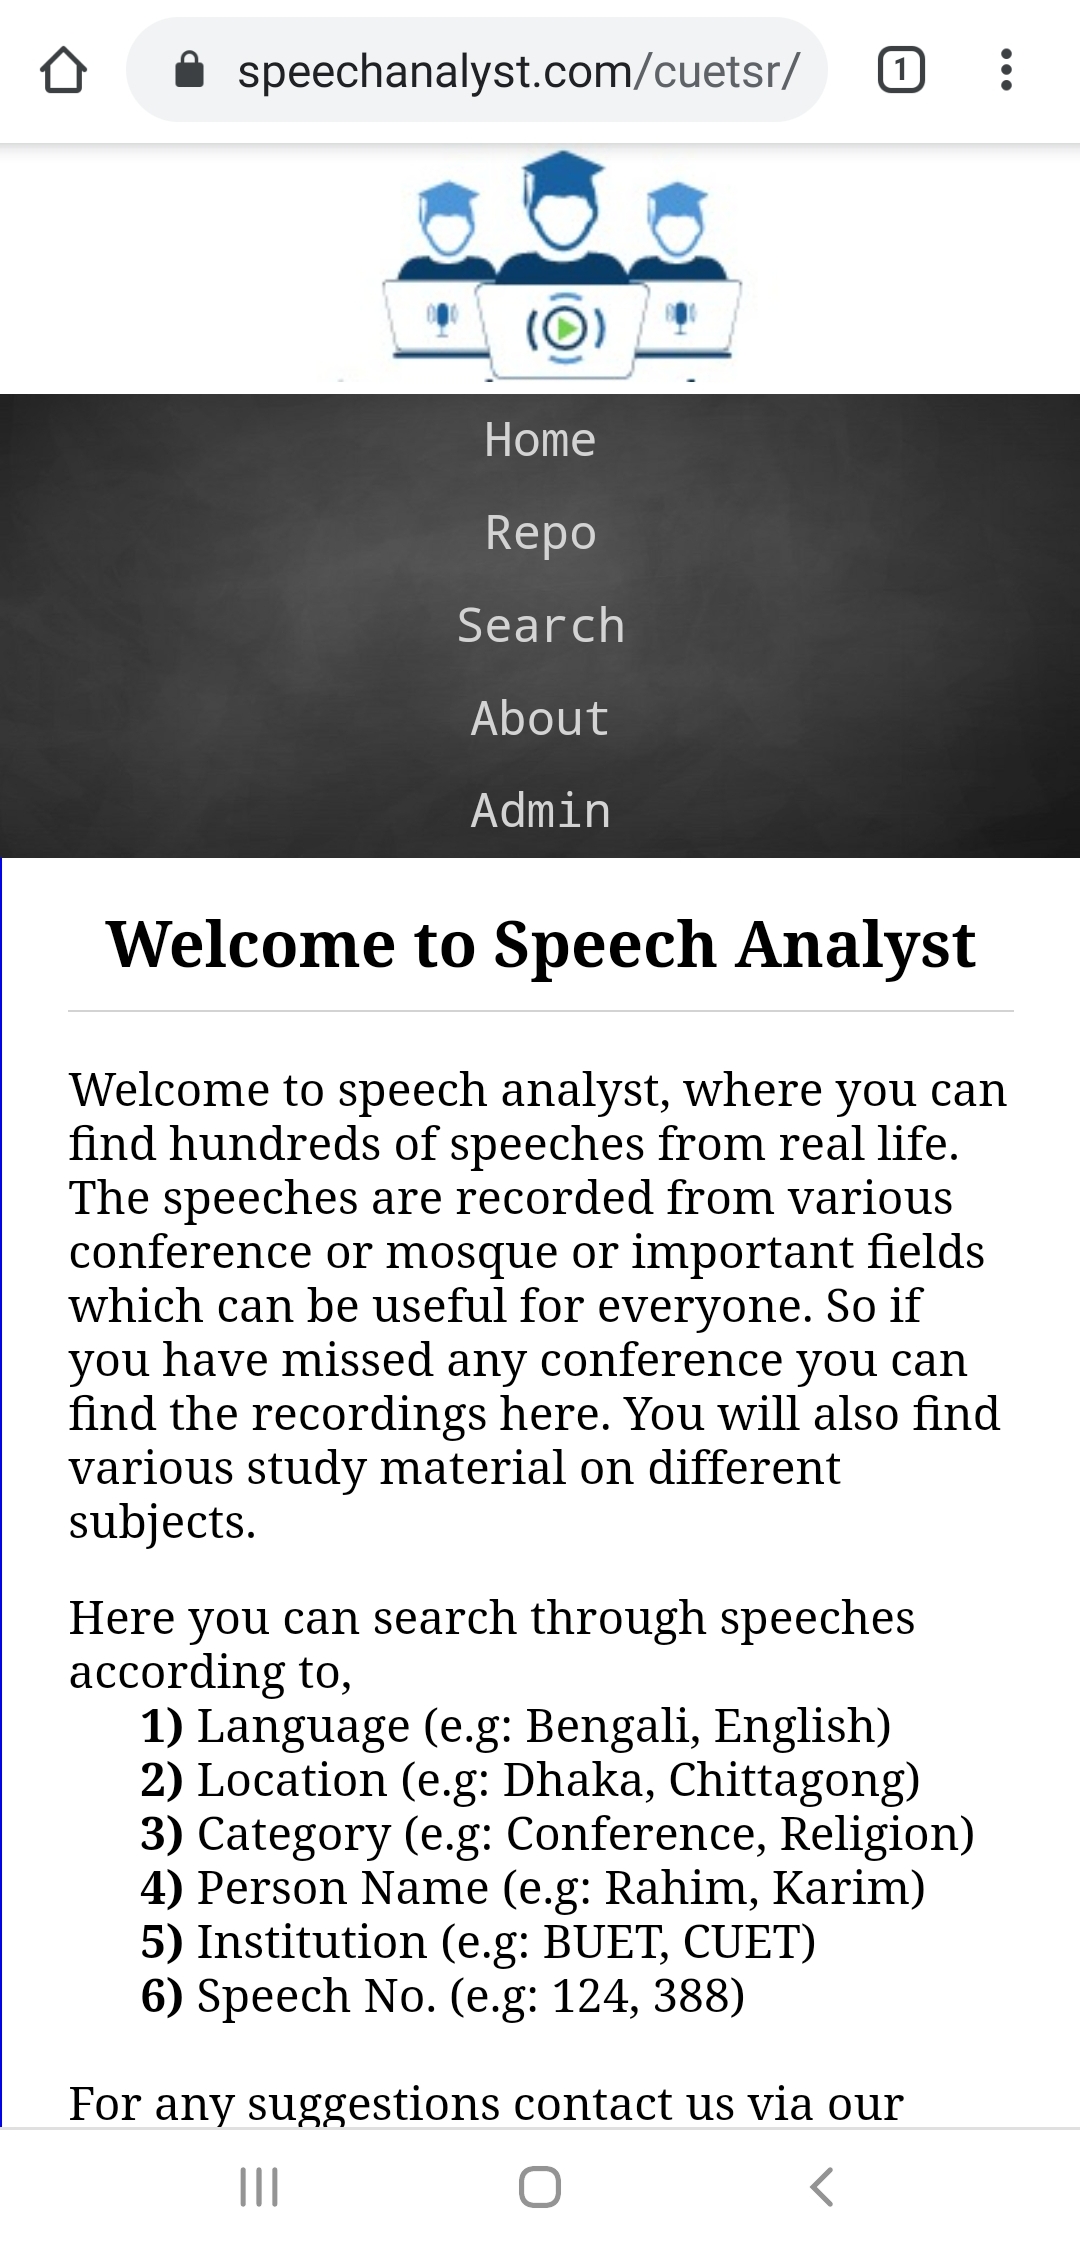 speechanalyst.com/cuetsr/
1
Home
Repo
Search
About
Admin
Welcome to Speech Analyst
Welcome to speech analyst, where you can
find hundreds of speeches from real life.
The speeches are recorded from various
conference or mosque or important fields
which can be useful for everyone. So if
you have missed any conference you can
find the recordings here. You will also find
various study material on different
subjects.
Here you can search through speeches
according to,
1) Language (e.g: Bengali, English)
2) Location (e.g: Dhaka, Chittagong)
3) Category (e.g: Conference, Religion)
4) Person Name (e.g: Rahim, Karim)
5) Institution (e.g: BUET, CUET)
6) Speech No. (e.g: 124, 388)
For any suggestions contact us via our